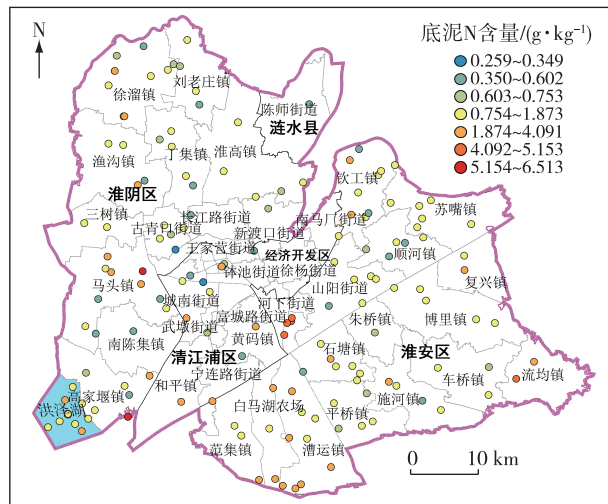 N
底泥N含量/(g·kg⁻¹)
0.259~0.349
0.350~0.602
0.603~0.753
0.754~1.873
1.874~4.091
4.092~5.153
5.154~6.513
刘老庄镇
徐溜镇
陈师街道
涟水县
渔沟镇
丁集镇
淮高镇
钦工镇
淮阴区
三树镇
长江路街道
苏嘴镇
古青口街道
新渡口街道
南马厂街道
王家营街道
经济开发区
顺河镇
钵池街道
徐杨街道
马头镇
山阳街道
复兴镇
城南街道
河下街道
武墩街道
富城路街道
朱桥镇
博里镇
南陈集镇
黄码镇
清江浦区
石塘镇
淮安区
宁连路街道
车桥镇
流均镇
和平镇
高家堰镇
洪泽湖
白马湖农场
施河镇
平桥镇
范集镇
漕运镇
0 10 km